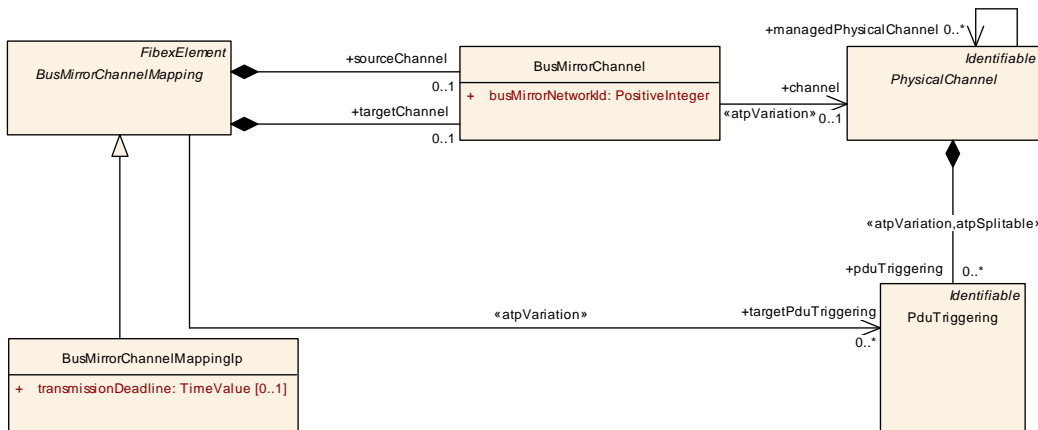 +managedPhysicalChannel 0..*
FibexElement
BusMirrorChannelMapping
+sourceChannel
0..1
+targetChannel
0..1
BusMirrorChannel
+ busMirrorNetworkId: PositiveInteger
+channel
«atpVariation» 0..1
Identifiable
PhysicalChannel
«atpVariation,atpSplitable»
+pduTriggering 0..*
Identifiable
PduTriggering
«atpVariation»
+targetPduTriggering
0..*
BusMirrorChannelMappingIp
+ transmissionDeadline: TimeValue [0..1]